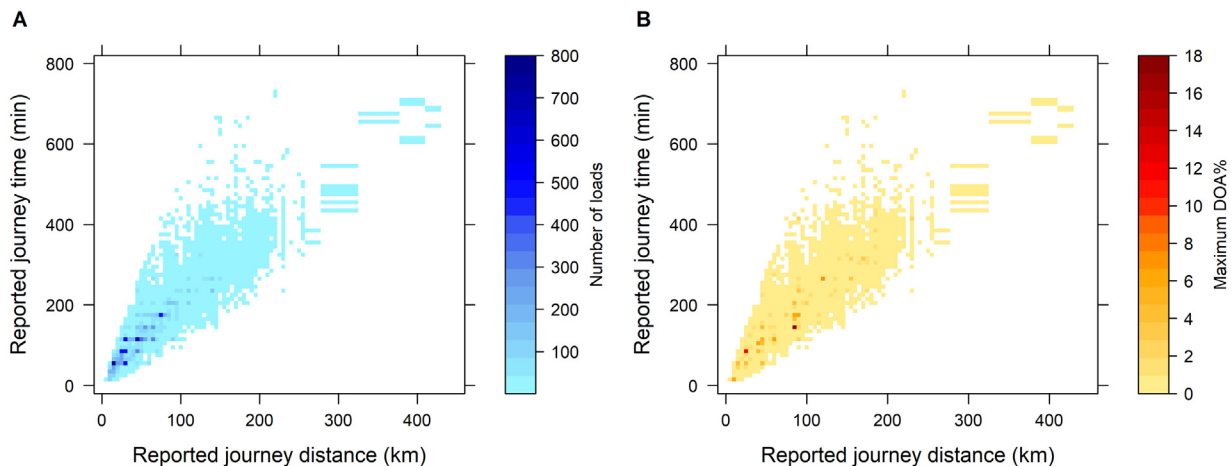 A
800
600
400
200
0
Reported journey time (min)
0 100 200 300 400
Reported journey distance (km)
800
700
600
500
400
300
200
100
Number of loads
B
800
600
400
200
0
Reported journey time (min)
0 100 200 300 400
Reported journey distance (km)
18
16
14
12
10
8
6
4
2
0
Maximum DOA%